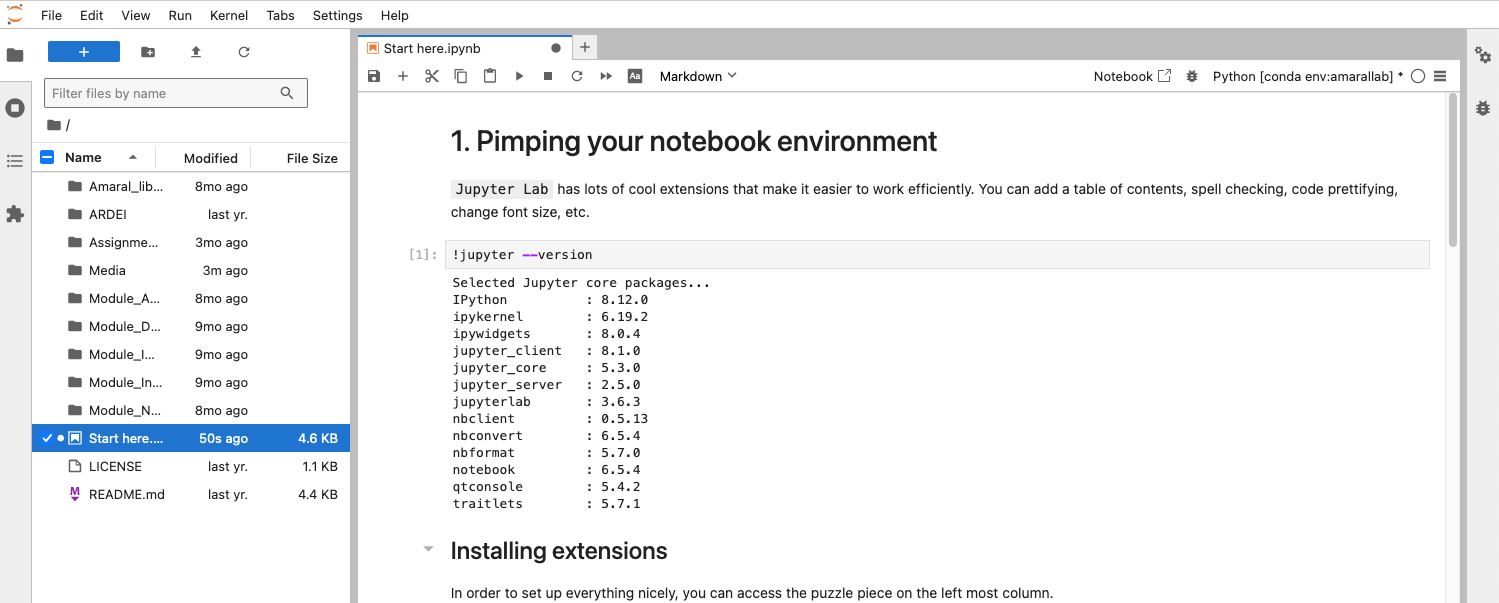 File Edit View Run Kernel Tabs Settings Help
Filter files by name
/
Name Modified File Size
Amaral_lib... 8mo ago
ARDEI last yr.
Assignme... 3mo ago
Media 3m ago
Module_A... 8mo ago
Module_D... 9mo ago
Module_I... 9mo ago
Module_In... 9mo ago
Module_N... 8mo ago
Start here.... 50s ago 4.6 KB
LICENSE last yr. 1.1 KB
README.md last yr. 4.4 KB
Start here.ipynb
Markdown Notebook Python [conda env:amarallab] *
1. Pimping your notebook environment
Jupyter Lab has lots of cool extensions that make it easier to work efficiently. You can add a table of contents, spell checking, code prettifying,
change font size, etc.
[1]: !jupyter --version
Selected Jupyter core packages...
IPython : 8.12.0
ipykernel : 6.19.2
ipywidgets : 8.0.4
jupyter_client : 8.1.0
jupyter_core : 5.3.0
jupyter_server : 2.5.0
jupyterlab : 3.6.3
nbclient : 0.5.13
nbconvert : 6.5.4
nbformat : 5.7.0
notebook : 6.5.4
qtconsole : 5.4.2
traitlets : 5.7.1
Installing extensions
In order to set up everything nicely, you can access the puzzle piece on the left most column.